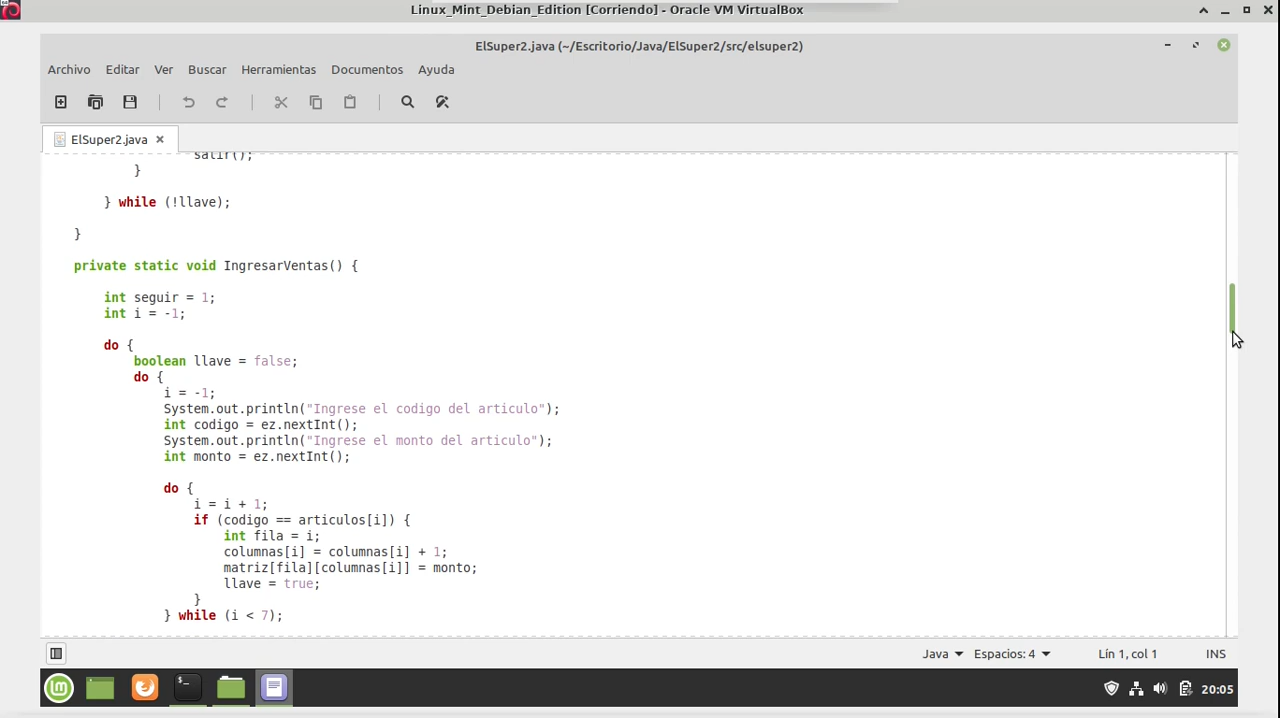 Linux_Mint_Debian_Edition [Corriendo] - Oracle VM VirtualBox
ElSuper2.java (~/Escritorio/Java/ElSuper2/src/elsuper2)
Archivo Editar Ver Buscar Herramientas Documentos Ayuda
ElSuper2.java
salir();
}
} while (!llave);
}
private static void IngresarVentas() {
int seguir = 1;
int i = -1;
do {
boolean llave = false;
do {
i = -1;
System.out.println("Ingrese el codigo del articulo");
int codigo = ez.nextInt();
System.out.println("Ingrese el monto del articulo");
int monto = ez.nextInt();
do {
i = i + 1;
if (codigo == articulos[i]) {
int fila = i;
columnas[i] = columnas[i] + 1;
matriz[fila][columnas[i]] = monto;
llave = true;
}
} while (i < 7);
Java Espacios: 4 Lín 1, col 1 INS
20:05